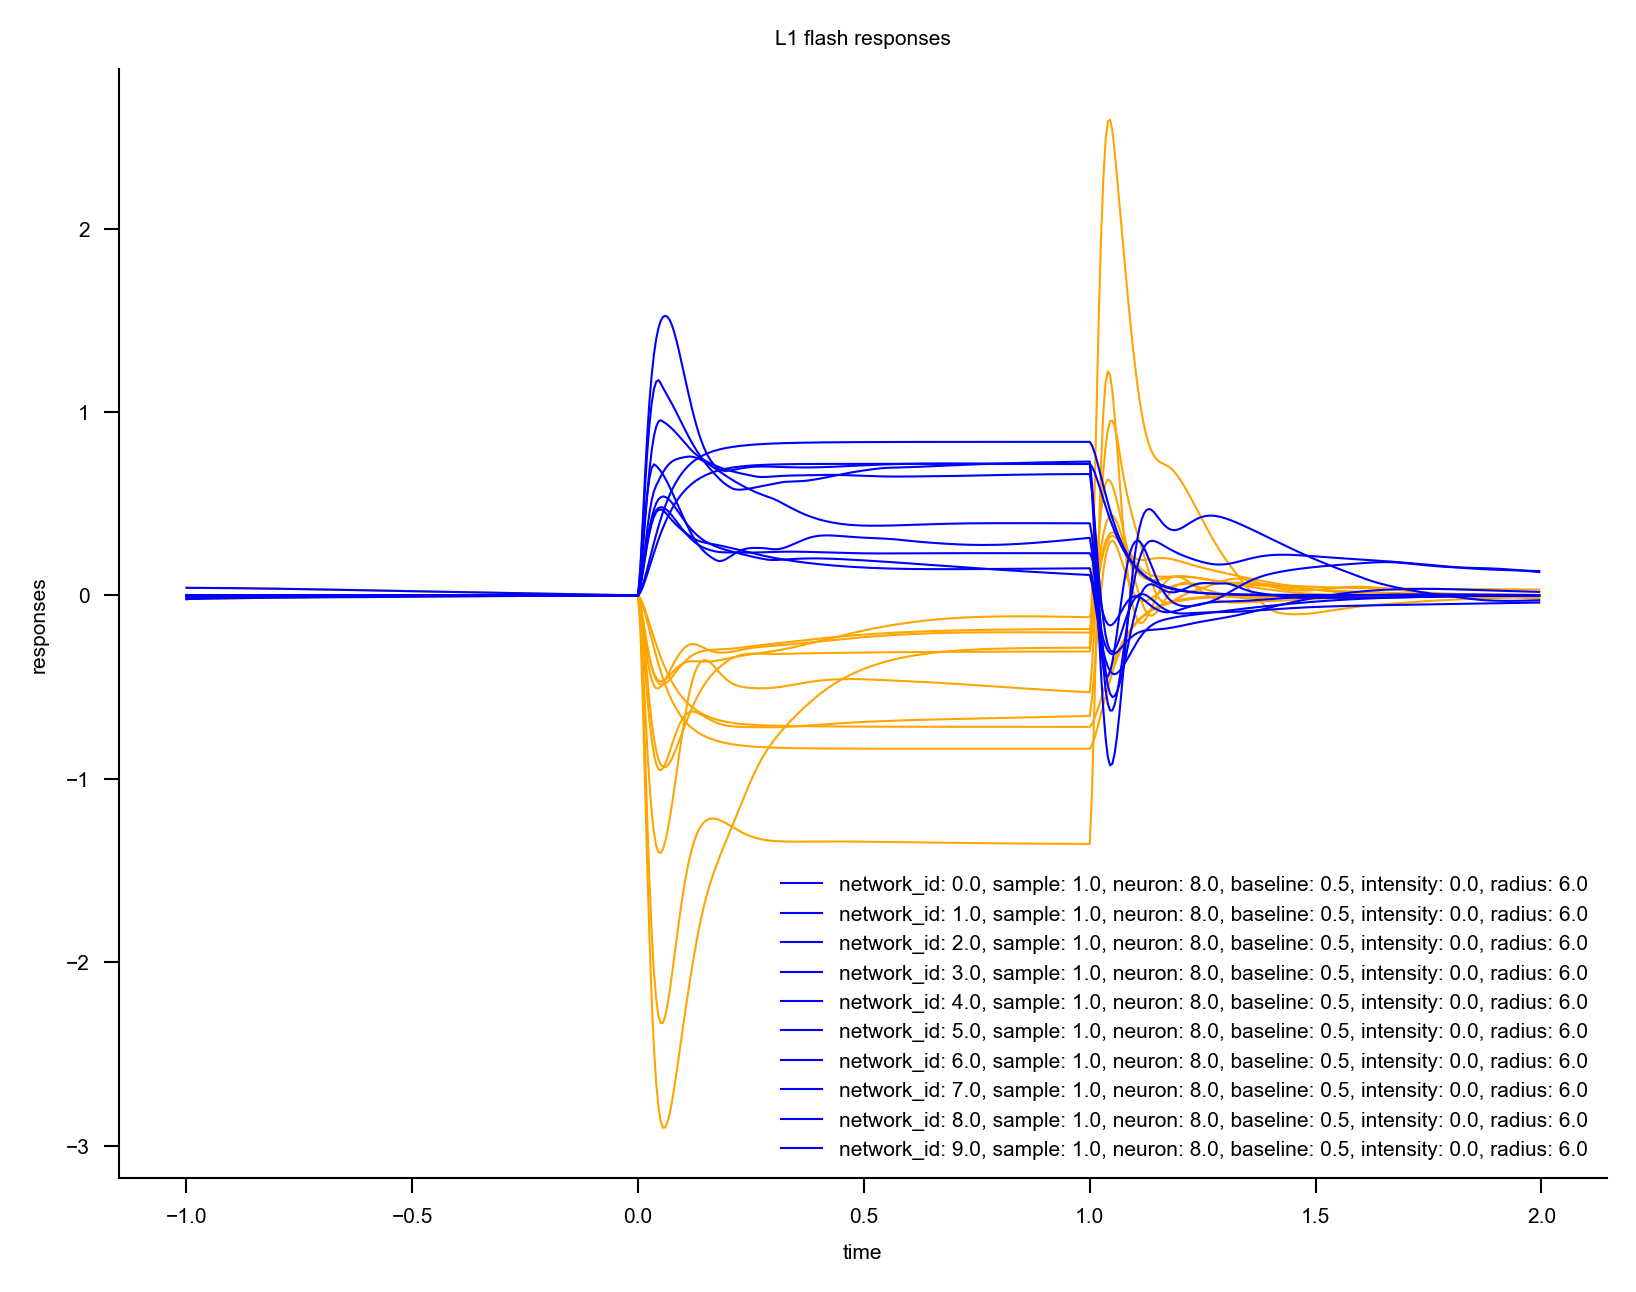 L1 flash responses
responses
2
1
0
−1
−2
−3
network_id: 0.0, sample: 1.0, neuron: 8.0, baseline: 0.5, intensity: 0.0, radius: 6.0
network_id: 1.0, sample: 1.0, neuron: 8.0, baseline: 0.5, intensity: 0.0, radius: 6.0
network_id: 2.0, sample: 1.0, neuron: 8.0, baseline: 0.5, intensity: 0.0, radius: 6.0
network_id: 3.0, sample: 1.0, neuron: 8.0, baseline: 0.5, intensity: 0.0, radius: 6.0
network_id: 4.0, sample: 1.0, neuron: 8.0, baseline: 0.5, intensity: 0.0, radius: 6.0
network_id: 5.0, sample: 1.0, neuron: 8.0, baseline: 0.5, intensity: 0.0, radius: 6.0
network_id: 6.0, sample: 1.0, neuron: 8.0, baseline: 0.5, intensity: 0.0, radius: 6.0
network_id: 7.0, sample: 1.0, neuron: 8.0, baseline: 0.5, intensity: 0.0, radius: 6.0
network_id: 8.0, sample: 1.0, neuron: 8.0, baseline: 0.5, intensity: 0.0, radius: 6.0
network_id: 9.0, sample: 1.0, neuron: 8.0, baseline: 0.5, intensity: 0.0, radius: 6.0
−1.0 −0.5 0.0 0.5 1.0 1.5 2.0
time